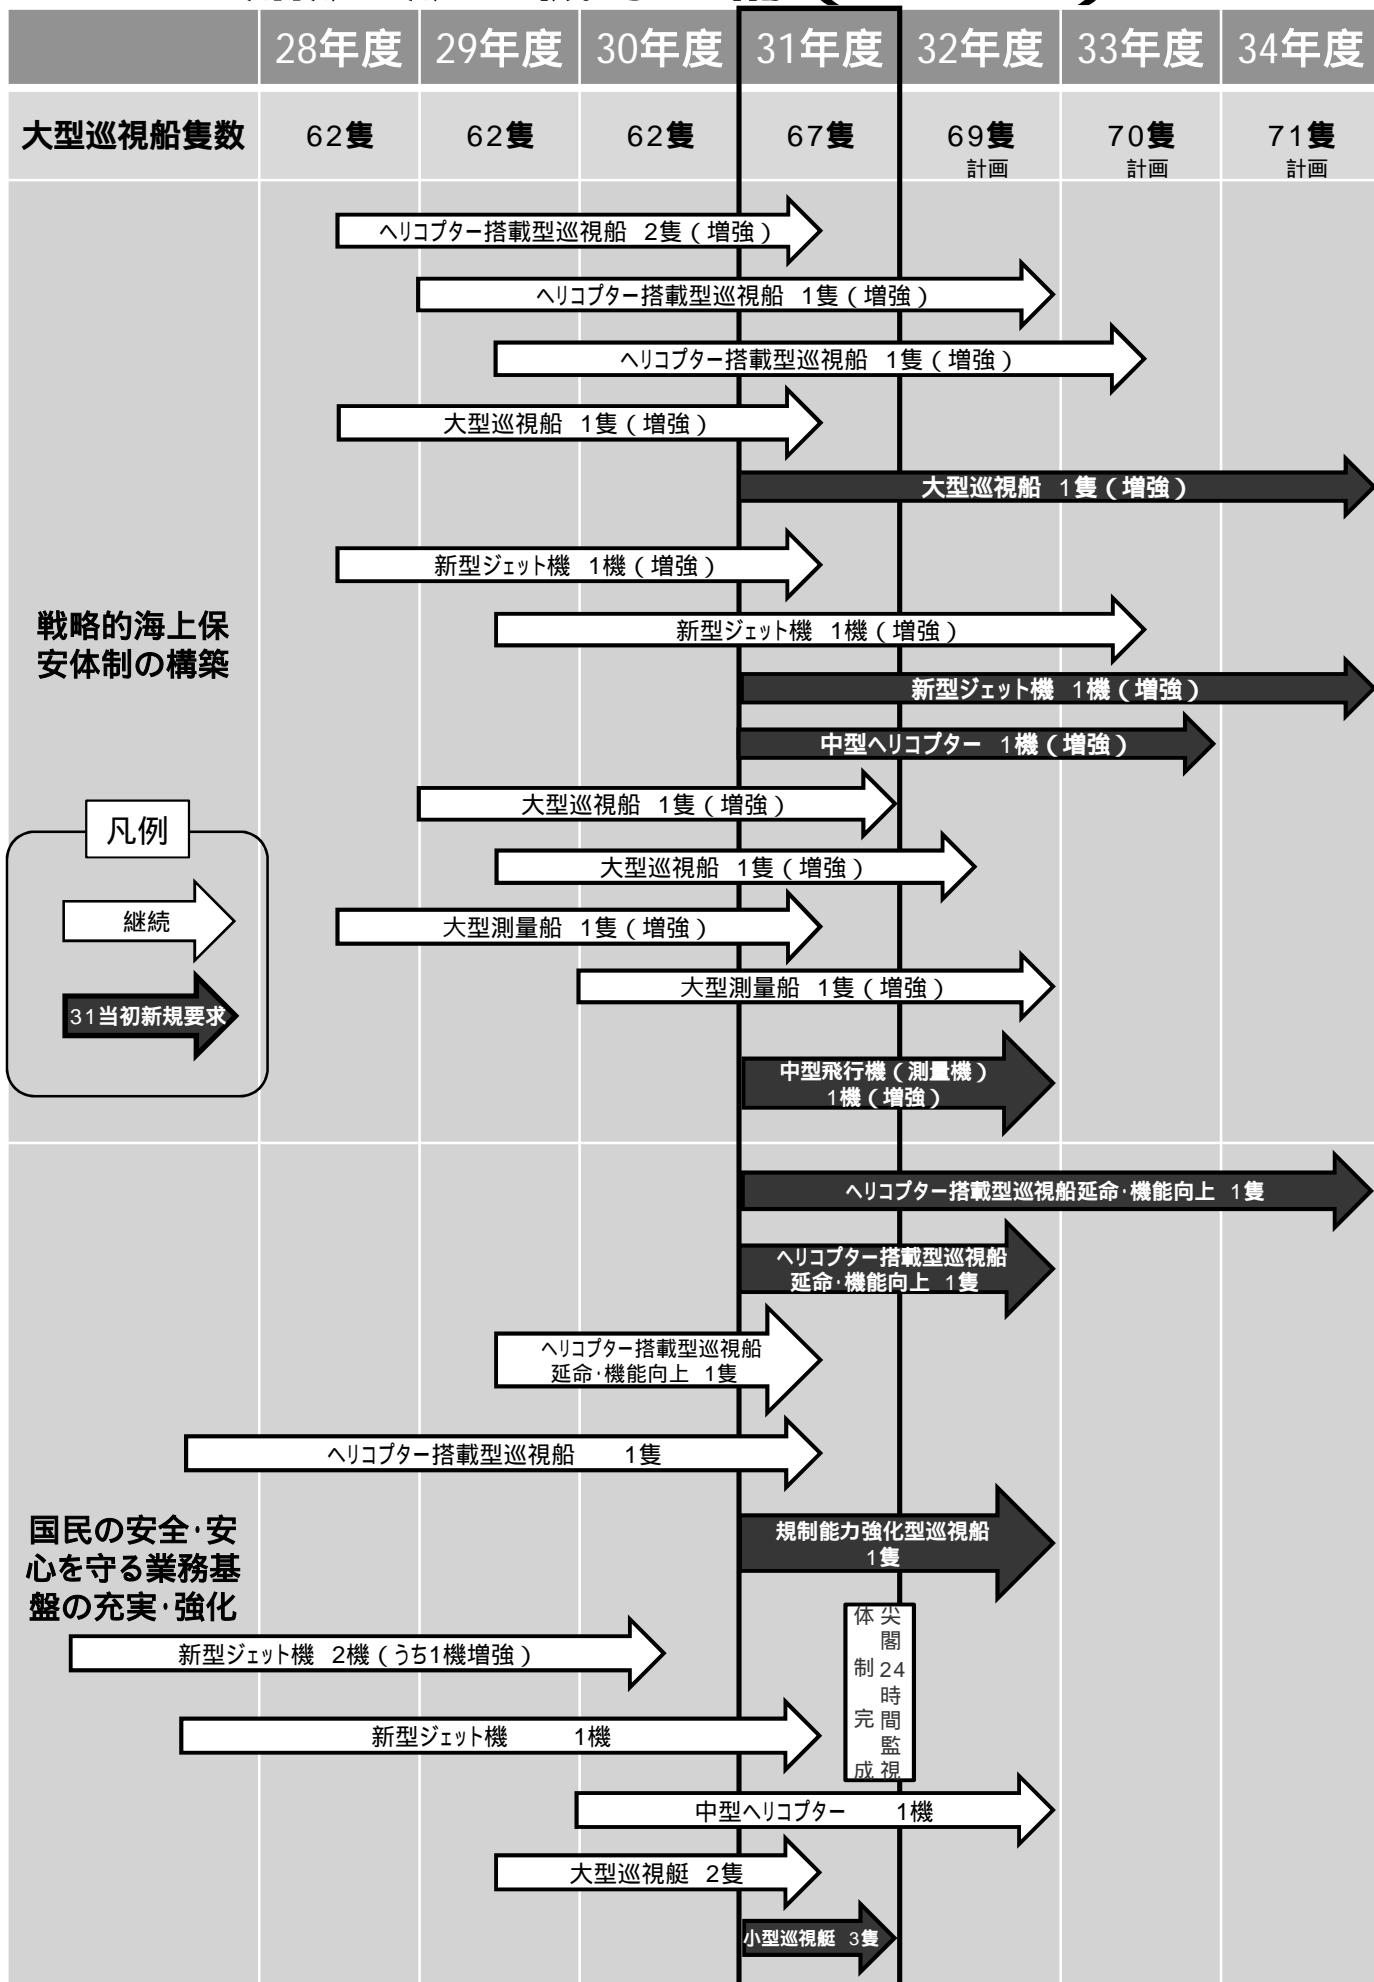 28年度 29年度 30年度 31年度 32年度 33年度 34年度
大型巡視船隻数 62隻 62隻 62隻 67隻 69隻 70隻 71隻
計画 計画 計画
ヘリコプター搭載型巡視船 2隻(増強)
ヘリコプター搭載型巡視船 1隻(増強)
ヘリコプター搭載型巡視船 1隻(増強)
大型巡視船 1隻(増強)
大型巡視船 1隻(増強)
新型ジェット機 1機(増強)
戦略的海上保
安体制の構築
新型ジェット機 1機(増強)
新型ジェット機 1機(増強)
中型ヘリコプター 1機(増強)
大型巡視船 1隻(増強)
凡例
継続
31当初新規要求
大型巡視船 1隻(増強)
大型測量船 1隻(増強)
大型測量船 1隻(増強)
中型飛行機(測量機)
1機(増強)
ヘリコプター搭載型巡視船延命・機能向上 1隻
ヘリコプター搭載型巡視船
延命・機能向上 1隻
ヘリコプター搭載型巡視船
延命・機能向上 1隻
ヘリコプター搭載型巡視船 1隻
国民の安全・安
心を守る業務基
盤の充実・強化
規制能力強化型巡視船
1隻
尖閣24時間監視
体制完成
新型ジェット機 2機(うち1機増強)
新型ジェット機 1機
中型ヘリコプター 1機
大型巡視艇 2隻
小型巡視艇 3隻